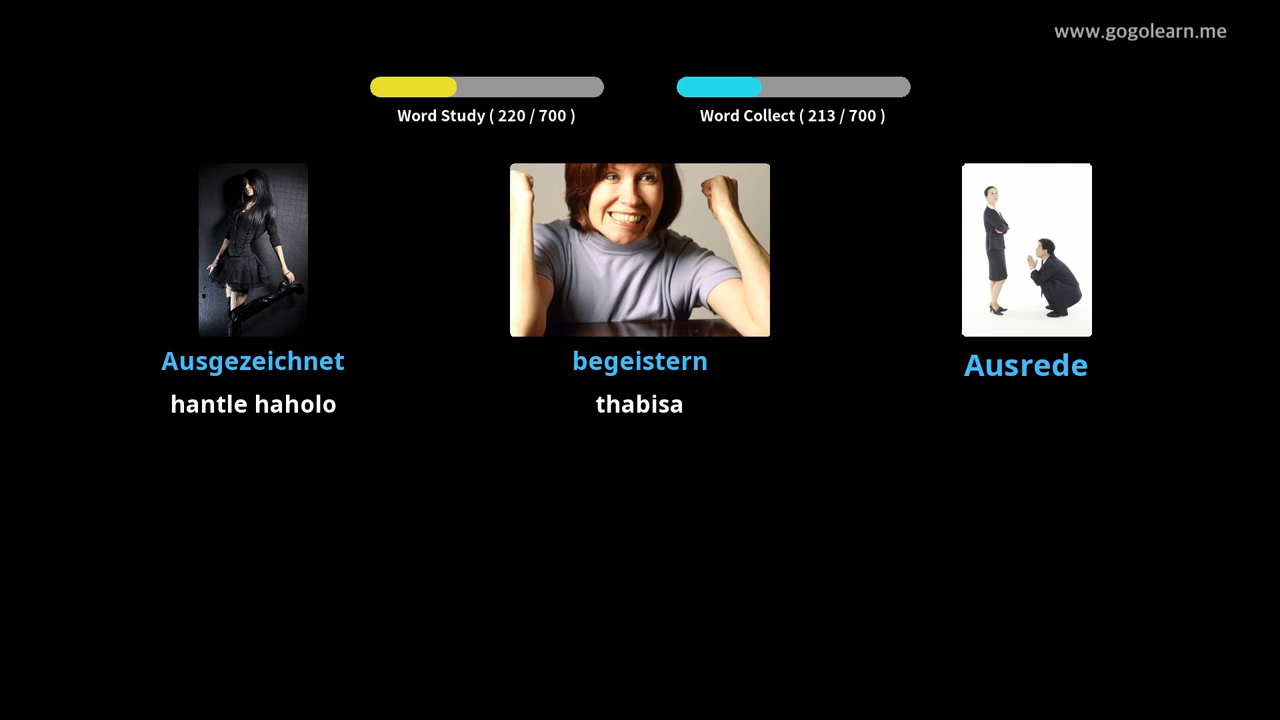 www.gogolearn.me
Word Study ( 220 / 700 )
Word Collect ( 213 / 700 )
Ausgezeichnet
hantle haholo
begeistern
thabisa
Ausrede